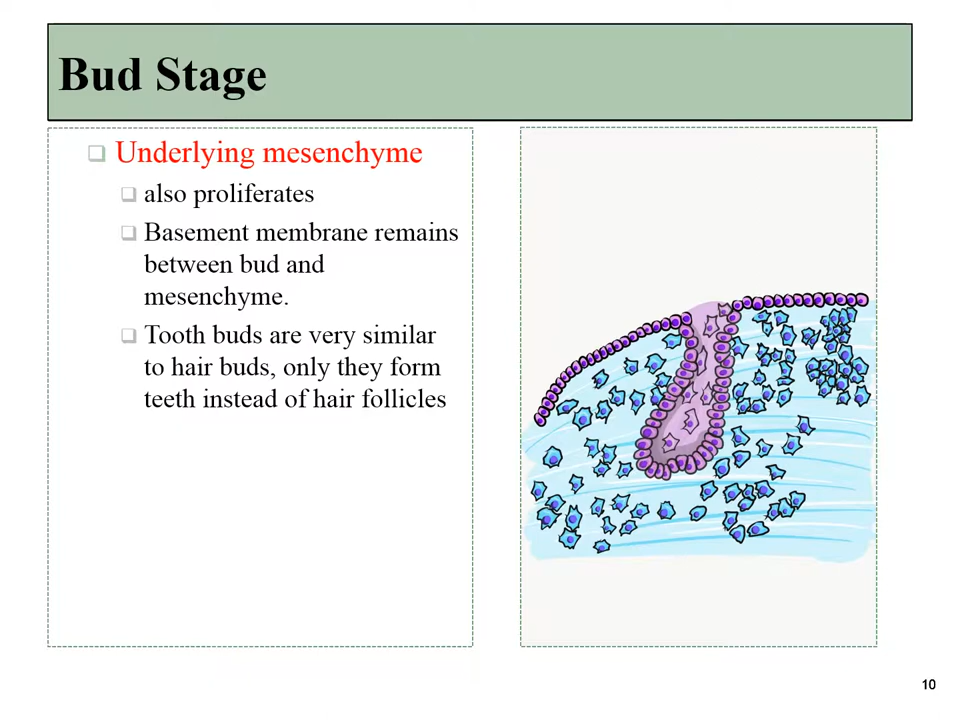 Bud Stage
Underlying mesenchyme
also proliferates
Basement membrane remains
between bud and
mesenchyme.
Tooth buds are very similar
to hair buds, only they form
teeth instead of hair follicles
10